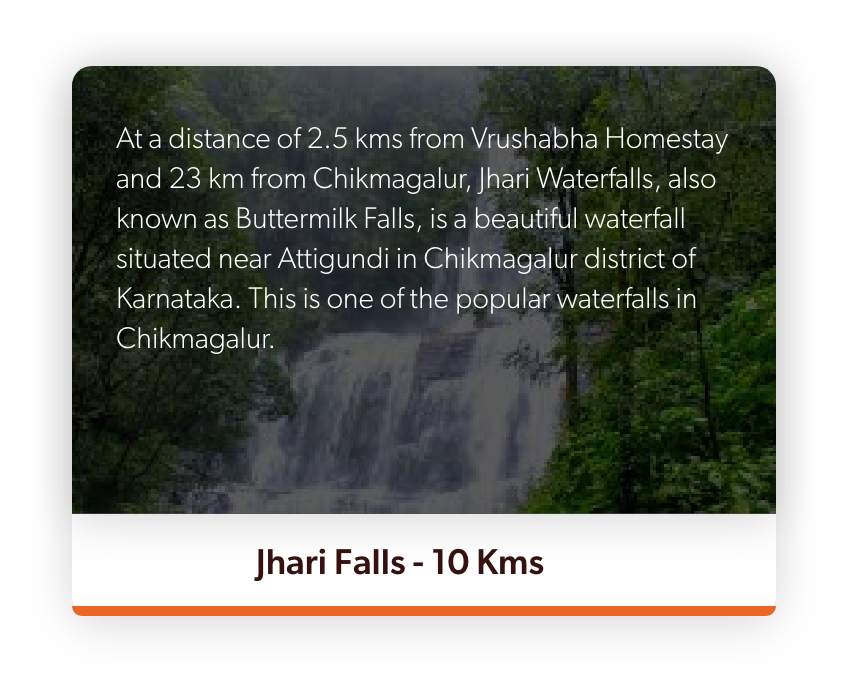 At a distance of 2.5 kms from Vrushabha Homestay
and 23 km from Chikmagalur, Jhari Waterfalls, also
known as Buttermilk Falls, is a beautiful waterfall
situated near Attigundi in Chikmagalur district of
Karnataka. This is one of the popular waterfalls in
Chikmagalur.
Jhari Falls - 10 Kms